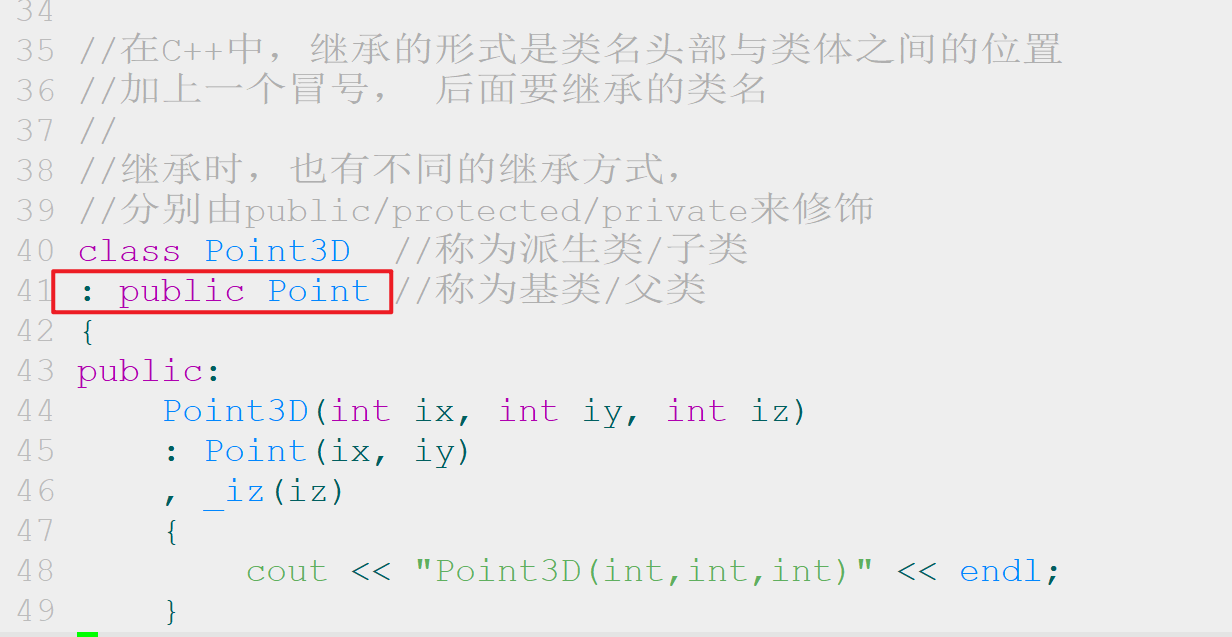 34
35 //在C++中，继承的形式是类名头部与类体之间的位置
36 //加上一个冒号， 后面要继承的类名
37 //
38 //继承时，也有不同的继承方式，
39 //分别由public/protected/private来修饰
40 class Point3D  //称为派生类/子类
41 : public Point //称为基类/父类
42 {
43 public:
44     Point3D(int ix, int iy, int iz)
45     : Point(ix, iy)
46     , _iz(iz)
47     {
48         cout << "Point3D(int,int,int)" << endl;
49     }